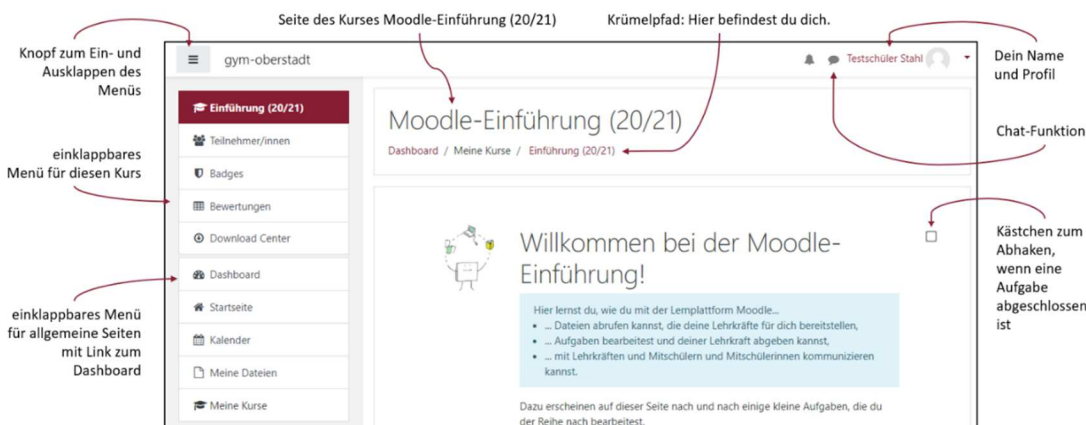 Seite des Kurses Moodle-Einführung (20/21)
Krümelpfad: Hier befindest du dich.
Knopf zum Ein- und
Ausklappen des
Menüs
gym-oberstadt
Testschüler Stahl
Dein Name
und Profil
Chat-Funktion
einklappbares
Menü für diesen Kurs
einklappbares Menü
für allgemeine Seiten
mit Link zum
Dashboard
Einführung (20/21)
Teilnehmer/innen
Badges
Bewertungen
Download Center
Dashboard
Startseite
Kalender
Meine Dateien
Meine Kurse
Moodle-Einführung (20/21)
Dashboard / Meine Kurse / Einführung (20/21)
Willkommen bei der Moodle-
Einführung!
Hier lernst du, wie du mit der Lernplattform Moodle...
• ... Dateien abrufen kannst, die deine Lehrkräfte für dich bereitstellen,
• ... Aufgaben bearbeitest und deiner Lehrkraft abgeben kannst,
• ... mit Lehrkräften und Mitschülern und Mitschülerinnen kommunizieren
kannst.
Dazu erscheinen auf dieser Seite nach und nach einige kleine Aufgaben, die du
der Reihe nach bearbeitest.
Kästchen zum
Abhaken,
wenn eine
Aufgabe
abgeschlossen
ist